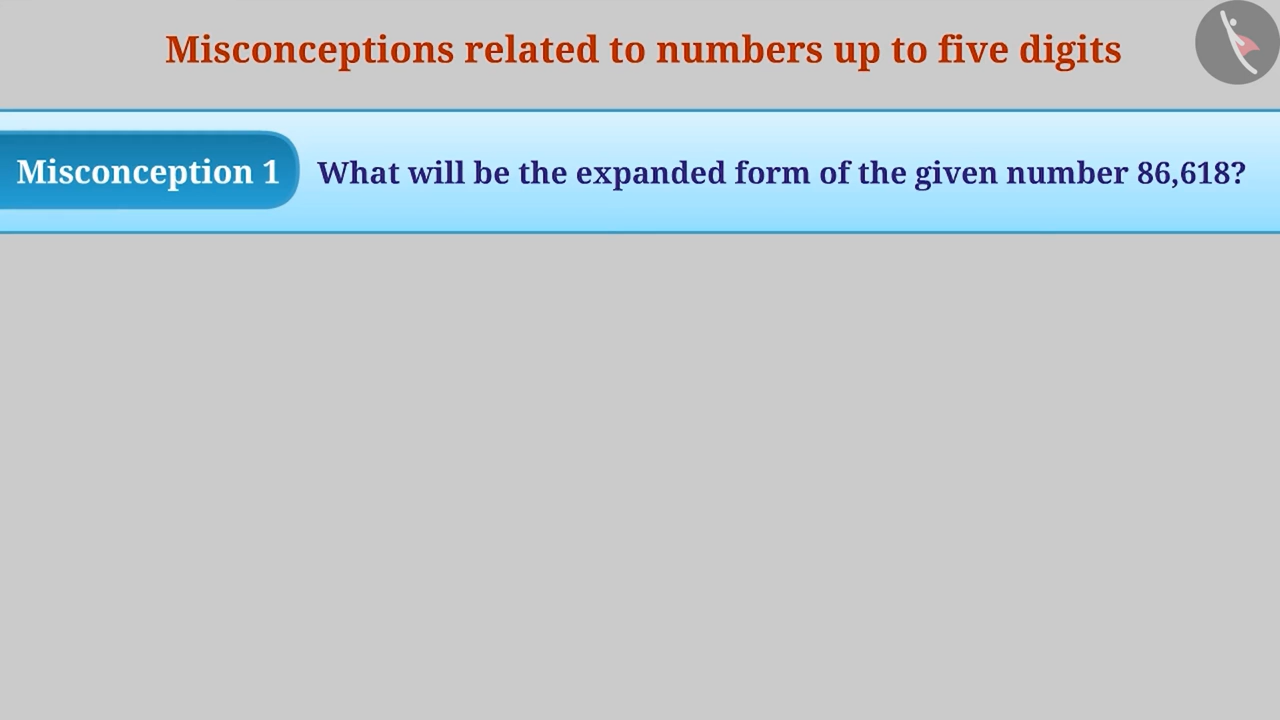 Misconceptions related to numbers up to five digits
Misconception 1 What will be the expanded form of the given number 86,618?